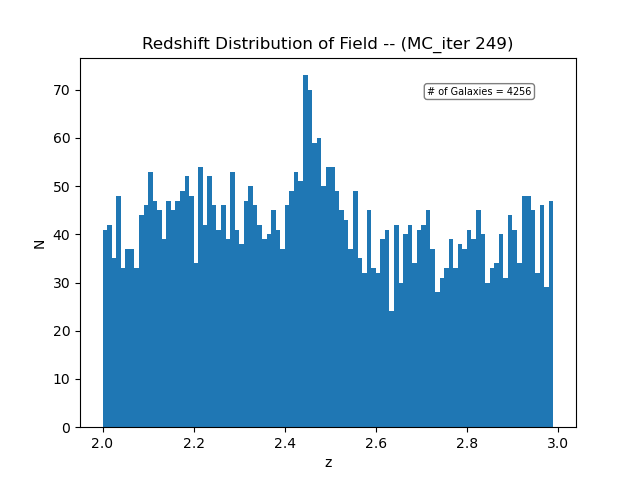 Redshift Distribution of Field -- (MC_iter 249)
# of Galaxies = 4256
70
60
50
40
30
20
10
0
N
2.0 2.2 2.4 2.6 2.8 3.0
z